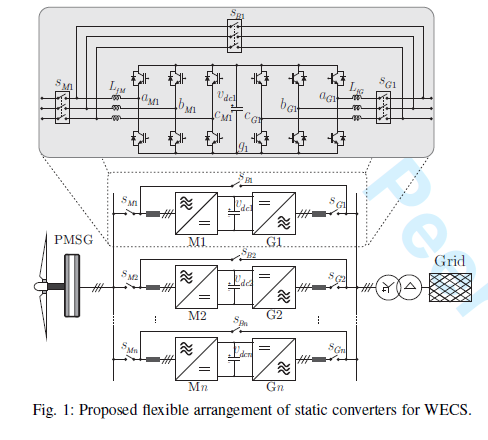 S_B1
S_M1 L_fM a_M1 b_M1 c_M1 v_dc1 c_G1 b_G1 a_G1 L_fG S_G1
g_1
S_B1
S_M1 v_dc1 S_G1
PMSG M1 G1 Grid
S_B2
S_M2 v_dc2 S_G2
M2 G2
S_Bn
S_Mn v_dcn S_Gn
Mn Gn
Peer
Fig. 1: Proposed flexible arrangement of static converters for WECS.